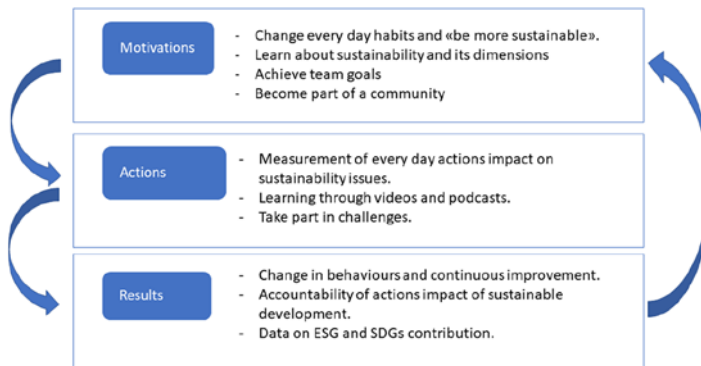 Motivations
- Change every day habits and «be more sustainable».
- Learn about sustainability and its dimensions
- Achieve team goals
- Become part of a community
Actions
- Measurement of every day actions impact on
sustainability issues.
- Learning through videos and podcasts.
- Take part in challenges.
Results
- Change in behaviours and continuous improvement.
- Accountability of actions impact of sustainable
development.
- Data on ESG and SDGs contribution.